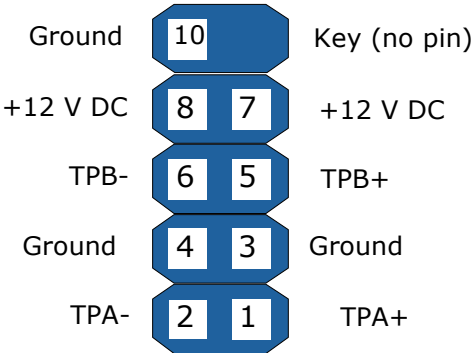 Ground 10 Key (no pin)
+12 V DC 8 7 +12 V DC
TPB- 6 5 TPB+
Ground 4 3 Ground
TPA- 2 1 TPA+